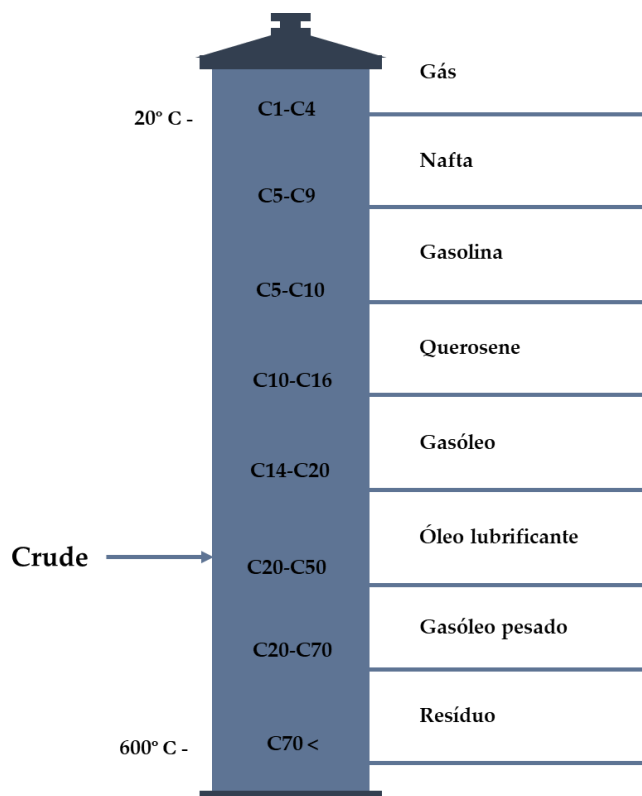 Gás
20º C -
C1-C4
Nafta
C5-C9
Gasolina
C5-C10
Querosene
C10-C16
Gasóleo
C14-C20
Óleo lubrificante
Crude
C20-C50
Gasóleo pesado
C20-C70
Resíduo
600º C -
C70 <